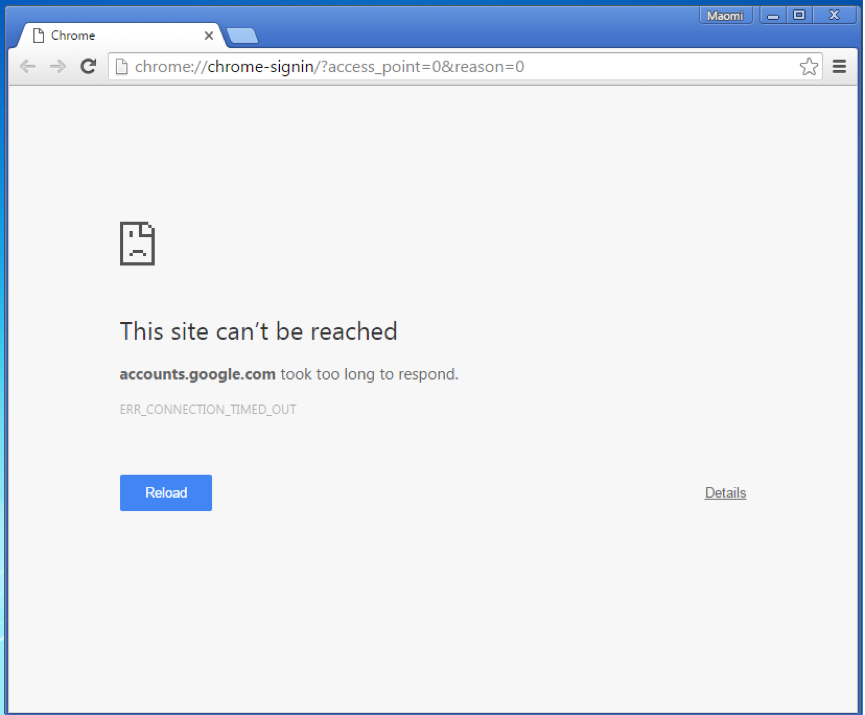 Maomi
Chrome
chrome://chrome-signin/?access_point=0&reason=0
This site can’t be reached
accounts.google.com took too long to respond.
ERR_CONNECTION_TIMED_OUT
Reload
Details